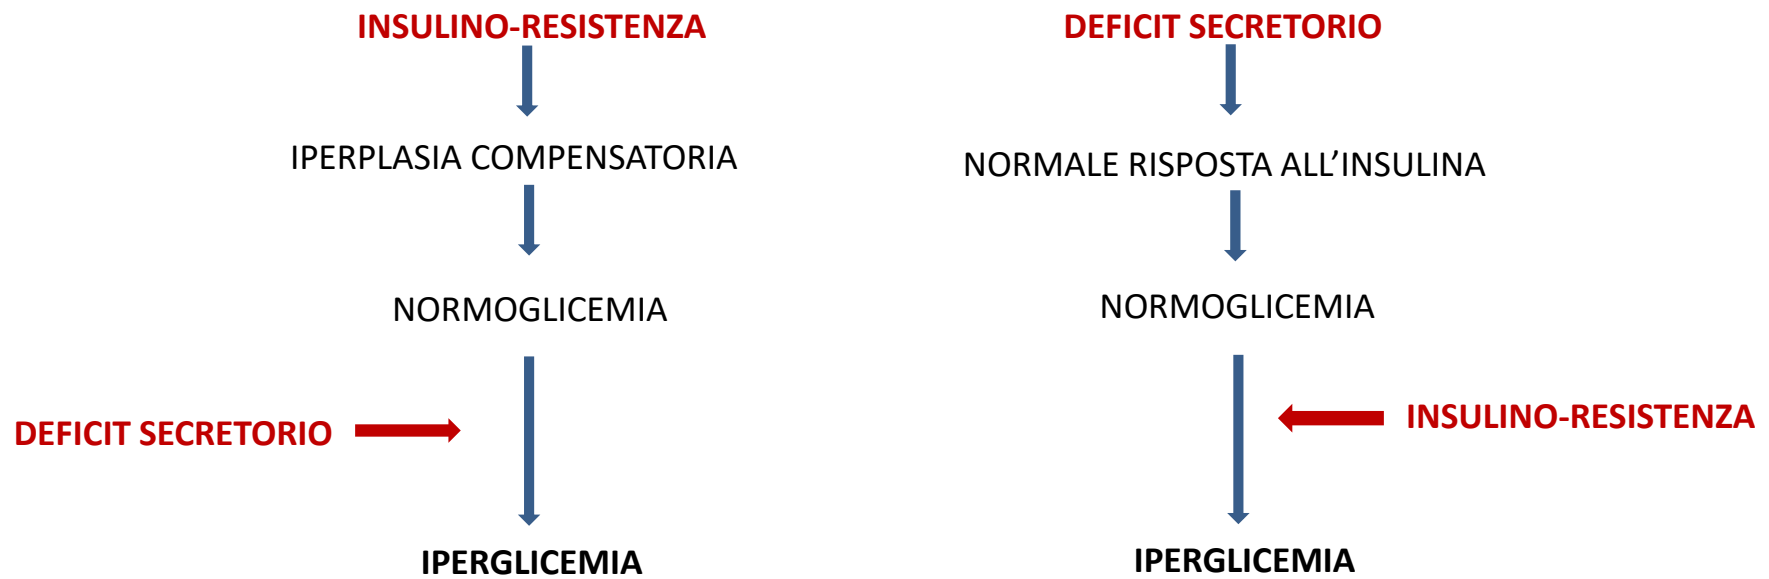 INSULINO-RESISTENZA
IPERPLASIA COMPENSATORIA
NORMOGLICEMIA
DEFICIT SECRETORIO
IPERGLICEMIA
DEFICIT SECRETORIO
NORMALE RISPOSTA ALL’INSULINA
NORMOGLICEMIA
INSULINO-RESISTENZA
IPERGLICEMIA